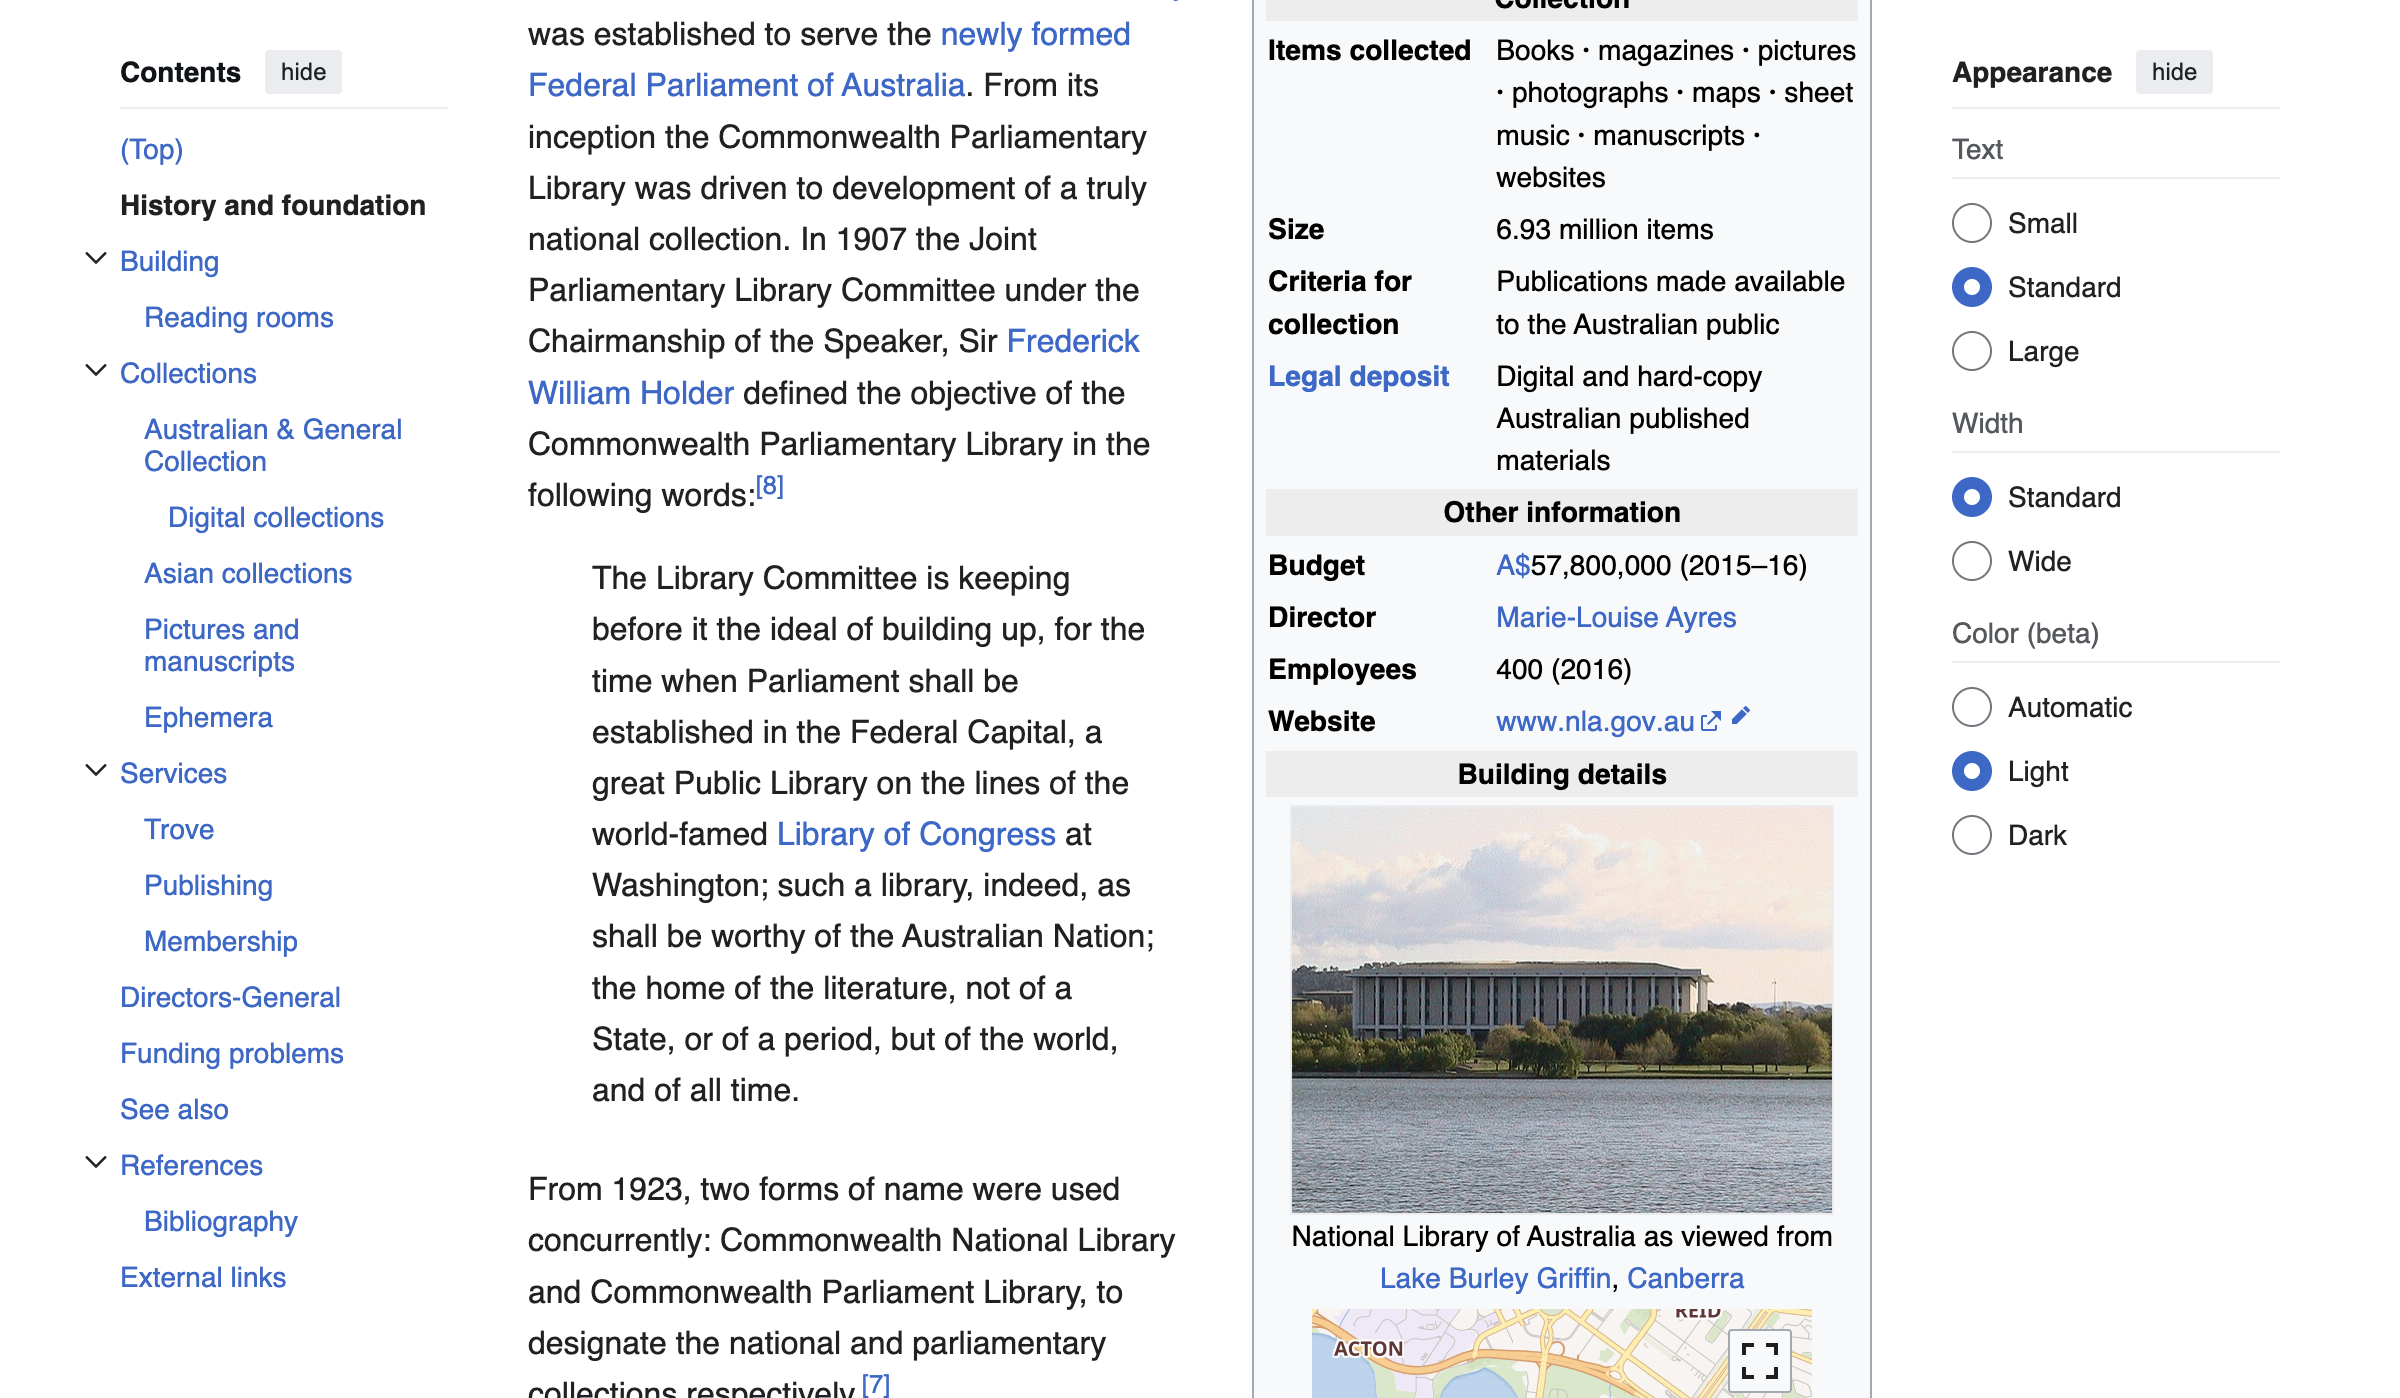 Contents hide
(Top)
History and foundation
Building
Reading rooms
Collections
Australian & General
Collection
Digital collections
Asian collections
Pictures and
manuscripts
Ephemera
Services
Trove
Publishing
Membership
Directors-General
Funding problems
See also
References
Bibliography
External links
was established to serve the newly formed
Federal Parliament of Australia. From its
inception the Commonwealth Parliamentary
Library was driven to development of a truly
national collection. In 1907 the Joint
Parliamentary Library Committee under the
Chairmanship of the Speaker, Sir Frederick
William Holder defined the objective of the
Commonwealth Parliamentary Library in the
following words:[8]
The Library Committee is keeping
before it the ideal of building up, for the
time when Parliament shall be
established in the Federal Capital, a
great Public Library on the lines of the
world-famed Library of Congress at
Washington; such a library, indeed, as
shall be worthy of the Australian Nation;
the home of the literature, not of a
State, or of a period, but of the world,
and of all time.
From 1923, two forms of name were used
concurrently: Commonwealth National Library
and Commonwealth Parliament Library, to
designate the national and parliamentary
collections respectively.[7]
Collection
Items collected Books · magazines · pictures
· photographs · maps · sheet
music · manuscripts ·
websites
Size 6.93 million items
Criteria for Publications made available
collection to the Australian public
Legal deposit Digital and hard-copy
Australian published
materials
Other information
Budget A$57,800,000 (2015–16)
Director Marie-Louise Ayres
Employees 400 (2016)
Website www.nla.gov.au
Building details
National Library of Australia as viewed from
Lake Burley Griffin, Canberra
REID
ACTON
Appearance hide
Text
Small
Standard
Large
Width
Standard
Wide
Color (beta)
Automatic
Light
Dark